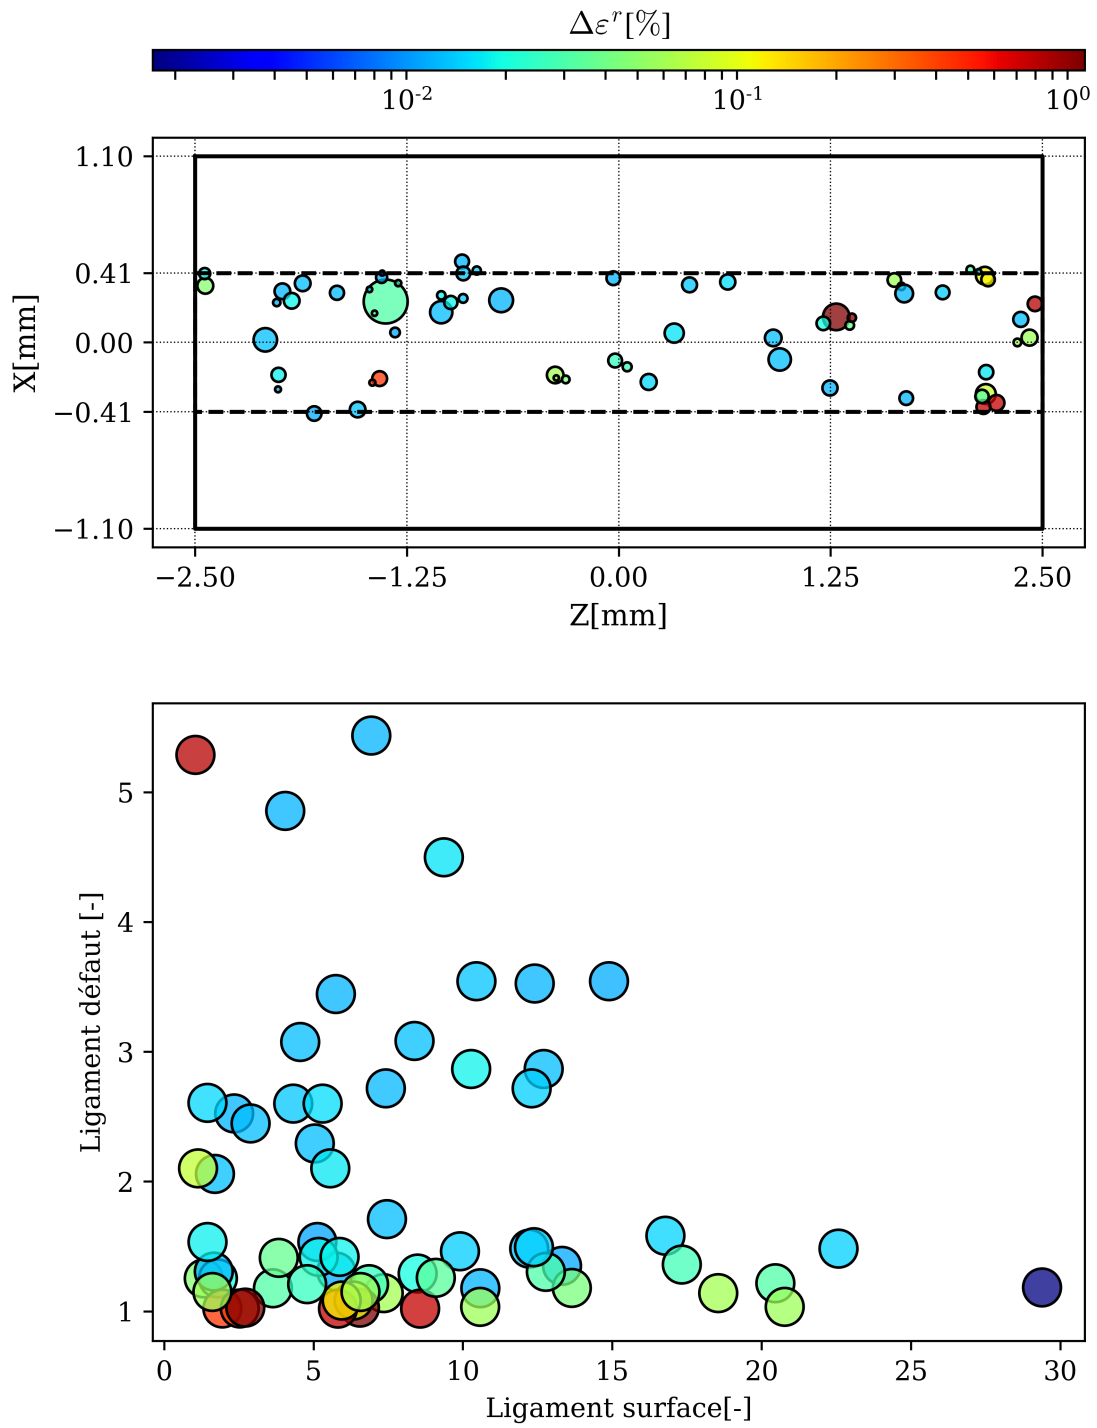 Δε^r[%]
10^-2 10^-1 10^0
1.10
0.41
0.00
−0.41
−1.10
X[mm]
−2.50 −1.25 0.00 1.25 2.50
Z[mm]
5
4
3
2
1
Ligament défaut [-]
0 5 10 15 20 25 30
Ligament surface[-]